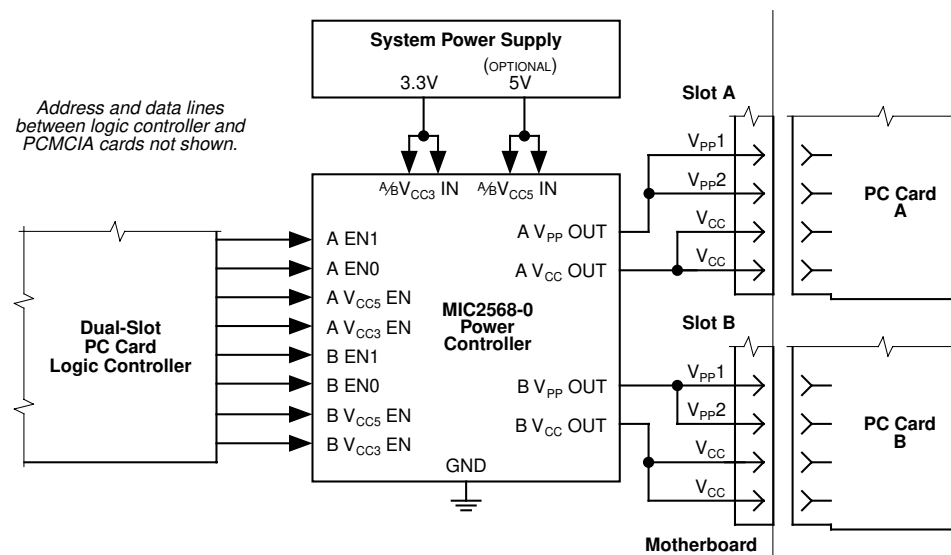 System Power Supply
(OPTIONAL)
3.3V 5V
Address and data lines
between logic controller and
PCMCIA cards not shown.
A/BVCC3 IN A/BVCC5 IN
Dual-Slot
PC Card
Logic Controller
A EN1
A EN0
A VCC5 EN
A VCC3 EN
B EN1
B EN0
B VCC5 EN
B VCC3 EN
MIC2568-0
Power
Controller
A VPP OUT
A VCC OUT
B VPP OUT
B VCC OUT
GND
Slot A
VPP1
VPP2
VCC
VCC
PC Card
A
Slot B
VPP1
VPP2
VCC
VCC
PC Card
B
Motherboard